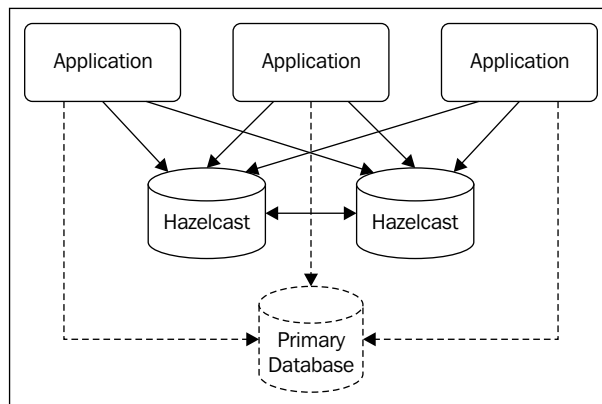 Application
Application
Application
Hazelcast
Hazelcast
Primary
Database